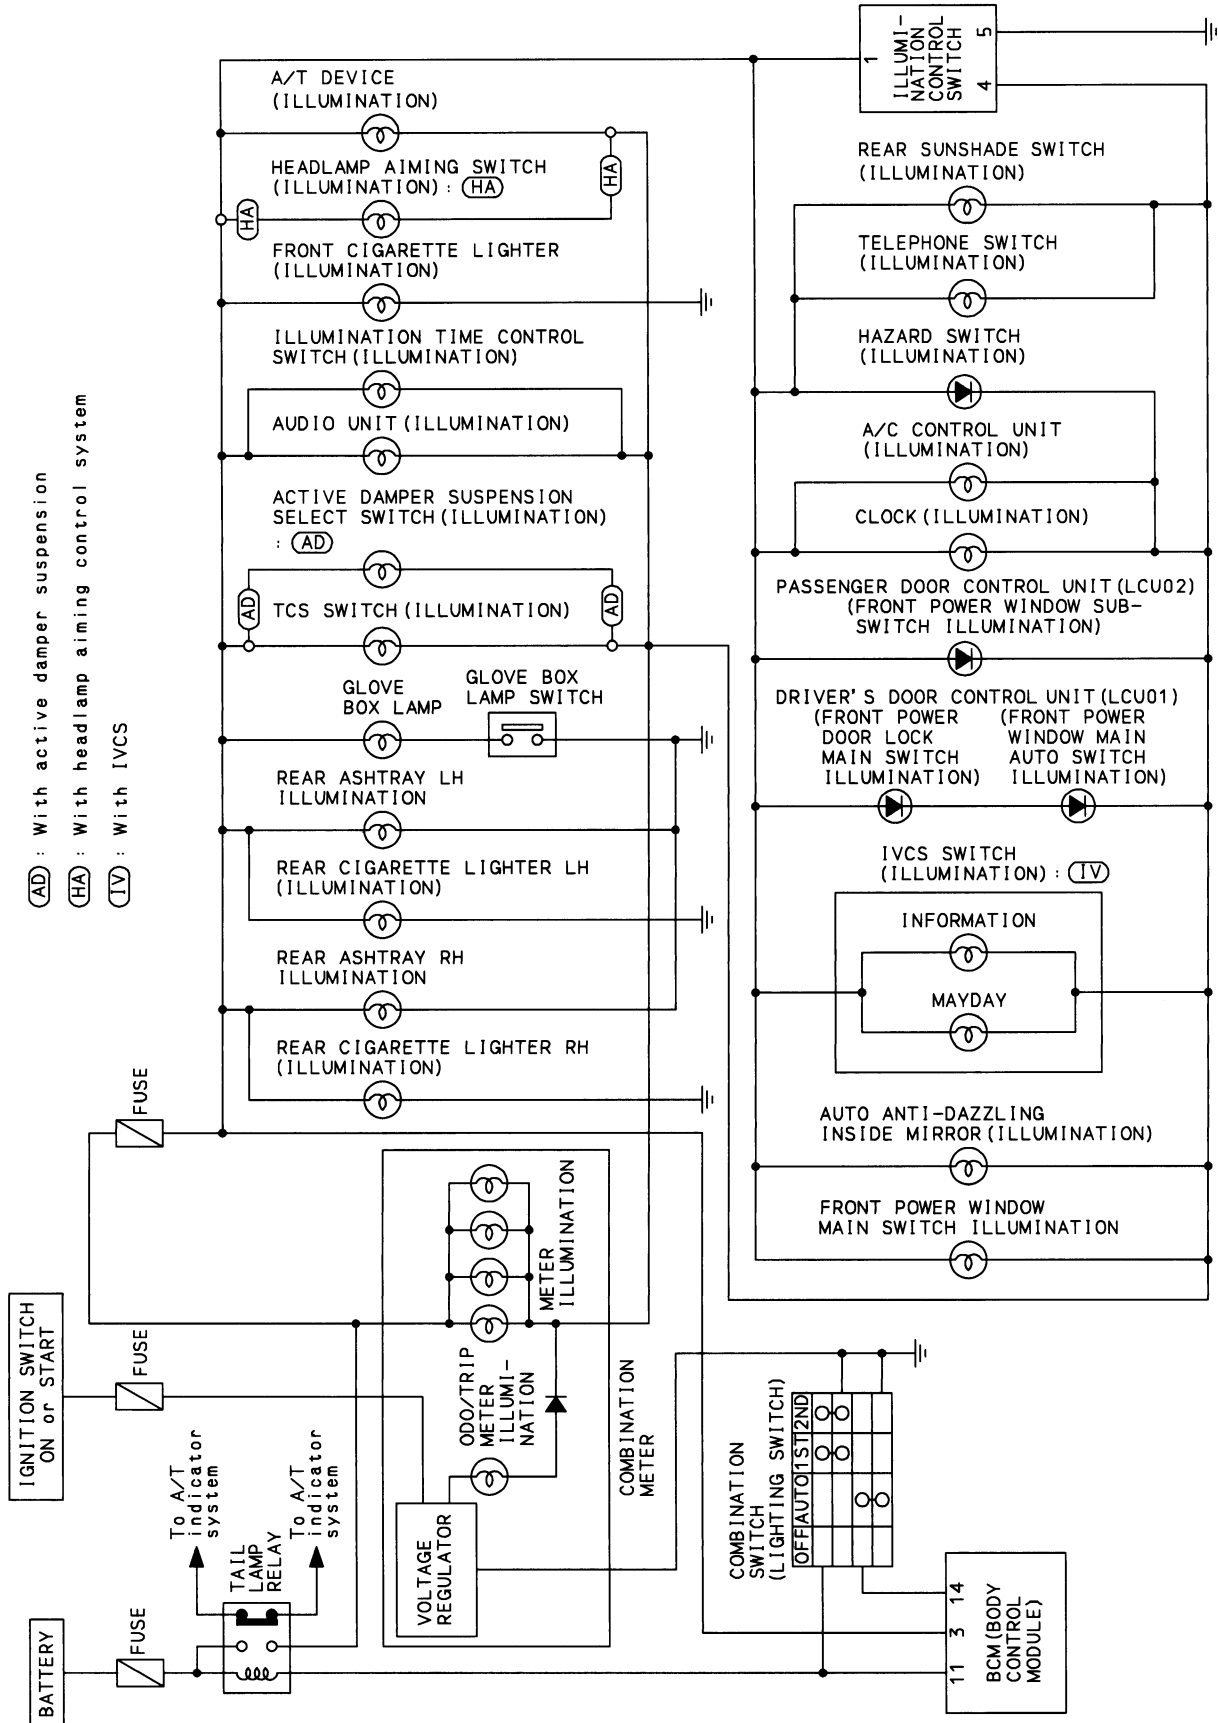 ILLUMI-
NATION
CONTROL
SWITCH
1
5
4
A/T DEVICE
(ILLUMINATION)
HEADLAMP AIMING SWITCH
(ILLUMINATION) : (HA)
HA
HA
FRONT CIGARETTE LIGHTER
(ILLUMINATION)
ILLUMINATION TIME CONTROL
SWITCH (ILLUMINATION)
AUDIO UNIT (ILLUMINATION)
ACTIVE DAMPER SUSPENSION
SELECT SWITCH (ILLUMINATION)
: (AD)
AD
AD
TCS SWITCH (ILLUMINATION)
GLOVE
BOX LAMP
GLOVE BOX
LAMP SWITCH
REAR ASHTRAY LH
ILLUMINATION
REAR CIGARETTE LIGHTER LH
(ILLUMINATION)
REAR ASHTRAY RH
ILLUMINATION
REAR CIGARETTE LIGHTER RH
(ILLUMINATION)
REAR SUNSHADE SWITCH
(ILLUMINATION)
TELEPHONE SWITCH
(ILLUMINATION)
HAZARD SWITCH
(ILLUMINATION)
A/C CONTROL UNIT
(ILLUMINATION)
CLOCK (ILLUMINATION)
PASSENGER DOOR CONTROL UNIT (LCU02)
(FRONT POWER WINDOW SUB-
SWITCH ILLUMINATION)
DRIVER'S DOOR CONTROL UNIT (LCU01)
(FRONT POWER
DOOR LOCK
MAIN SWITCH
ILLUMINATION)
(FRONT POWER
WINDOW MAIN
AUTO SWITCH
ILLUMINATION)
IVCS SWITCH
(ILLUMINATION) : (IV)
INFORMATION
MAYDAY
AUTO ANTI-DAZZLING
INSIDE MIRROR (ILLUMINATION)
FRONT POWER WINDOW
MAIN SWITCH ILLUMINATION
(AD) : With active damper suspension
(HA) : With headlamp aiming control system
(IV) : With IVCS
FUSE
IGNITION SWITCH
ON or START
FUSE
METER
ILLUMINATION
ODO/TRIP
METER
ILLUMI-
NATION
COMBINATION
METER
VOLTAGE
REGULATOR
To A/T
indicator
system
To A/T
indicator
system
TAIL
LAMP
RELAY
BATTERY
FUSE
COMBINATION
SWITCH
(LIGHTING SWITCH)
OFF AUTO 1ST 2ND
11 3 14
BCM (BODY
CONTROL
MODULE)